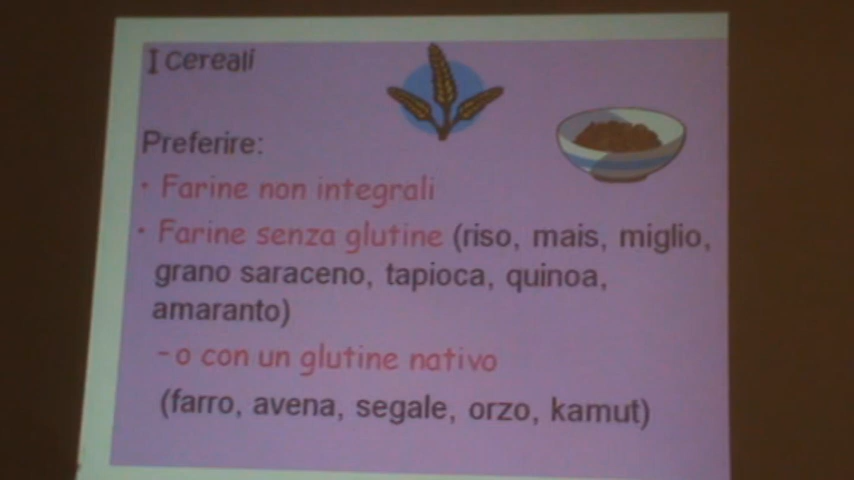 I Cereali
Preferire:
• Farine non integrali
• Farine senza glutine (riso, mais, miglio,
grano saraceno, tapioca, quinoa,
amaranto)
- o con un glutine nativo
(farro, avena, segale, orzo, kamut)